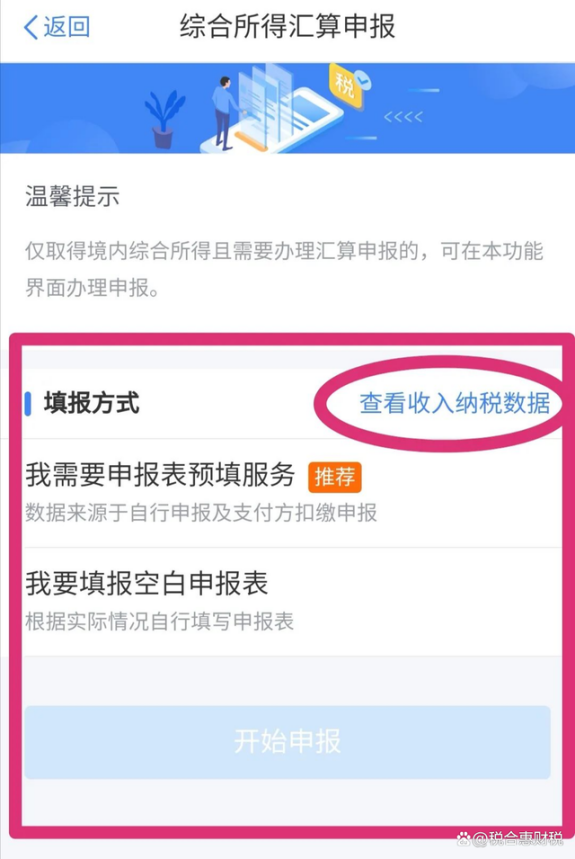 返回
综合所得汇算申报
税
温馨提示
仅取得境内综合所得且需要办理汇算申报的，可在本功能
界面办理申报。
填报方式
查看收入纳税数据
我需要申报表预填服务 推荐
数据来源于自行申报及支付方扣缴申报
我要填报空白申报表
根据实际情况自行填写申报表
开始申报
@税合惠财税